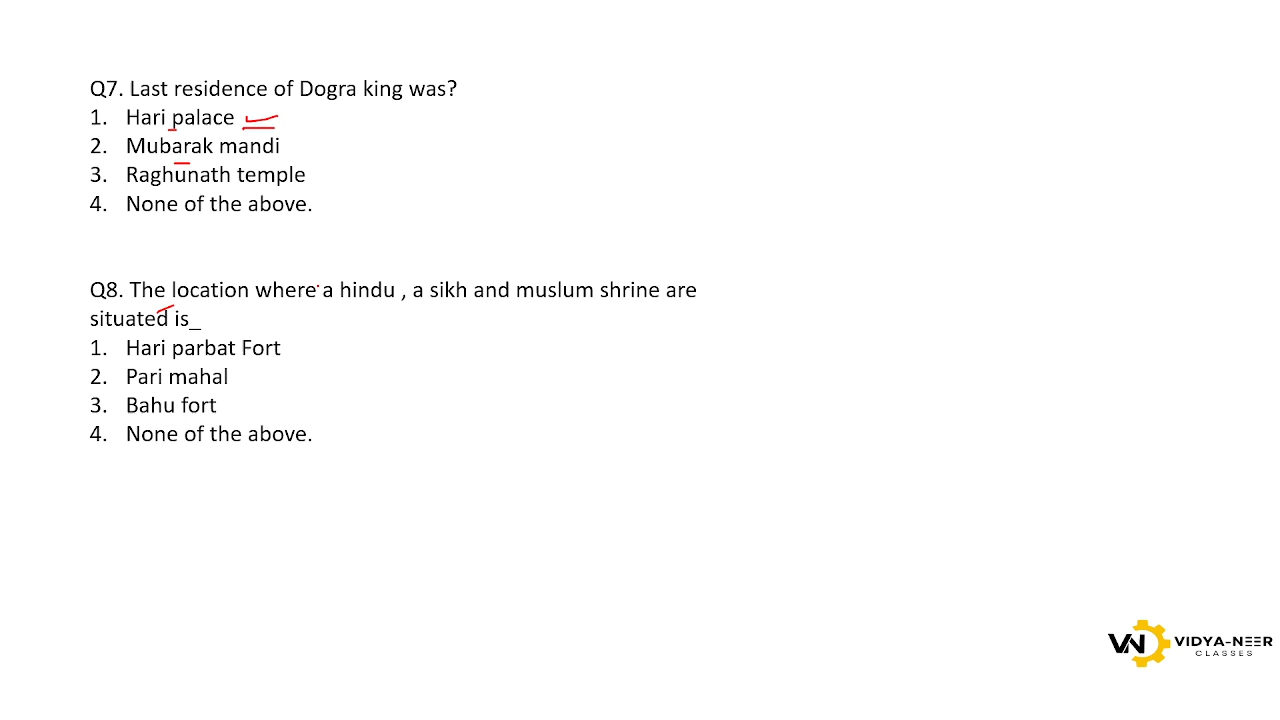 Q7. Last residence of Dogra king was?
1. Hari palace
2. Mubarak mandi
3. Raghunath temple
4. None of the above.
Q8. The location where a hindu , a sikh and muslum shrine are
situated is_
1. Hari parbat Fort
2. Pari mahal
3. Bahu fort
4. None of the above.
VN VIDYA-NEER
CLASSES